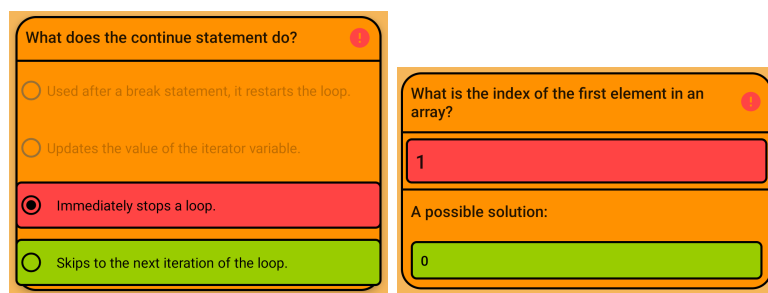 What does the continue statement do?
Used after a break statement, it restarts the loop.
Updates the value of the iterator variable.
Immediately stops a loop.
Skips to the next iteration of the loop.
What is the index of the first element in an
array?
1
A possible solution:
0